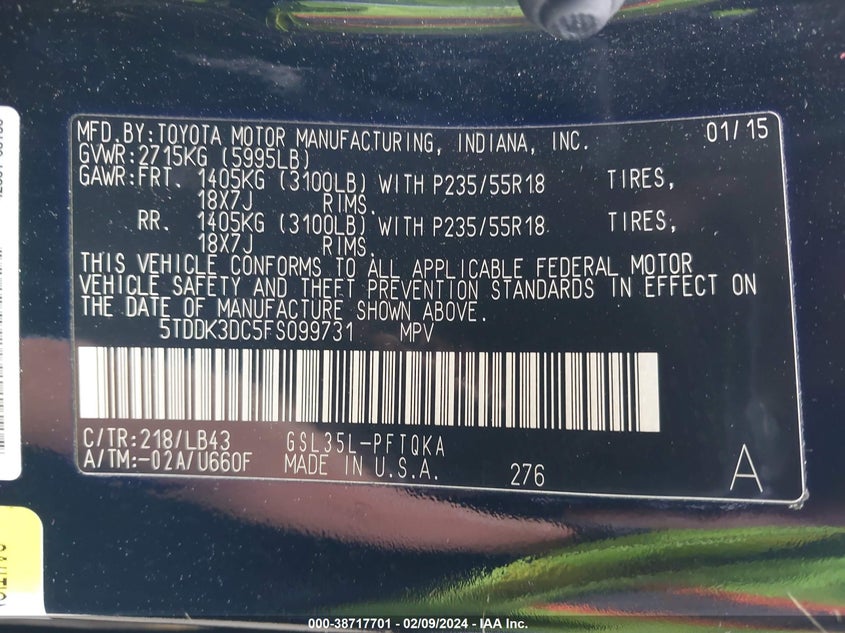 MFD.BY:TOYOTA MOTOR MANUFACTURING, INDIANA, INC. 01/15
GVWR:2715KG (5995LB)
GAWR:FRT. 1405KG (3100LB) WITH P235/55R18 TIRES,
18X7J RIMS.
RR. 1405KG (3100LB) WITH P235/55R18 TIRES,
18X7J RIMS.
THIS VEHICLE CONFORMS TO ALL APPLICABLE FEDERAL MOTOR
VEHICLE SAFETY AND THEFT PREVENTION STANDARDS IN EFFECT ON
THE DATE OF MANUFACTURE SHOWN ABOVE.
5TDDK3DC5FS099731 MPV
C/TR:218/LB43 GSL35L-PFTQKA
A/TM:-02A/U660F MADE IN U.S.A. 276 A
CAUTION
000-38717701 / 02/09/2024 - IAA Inc.